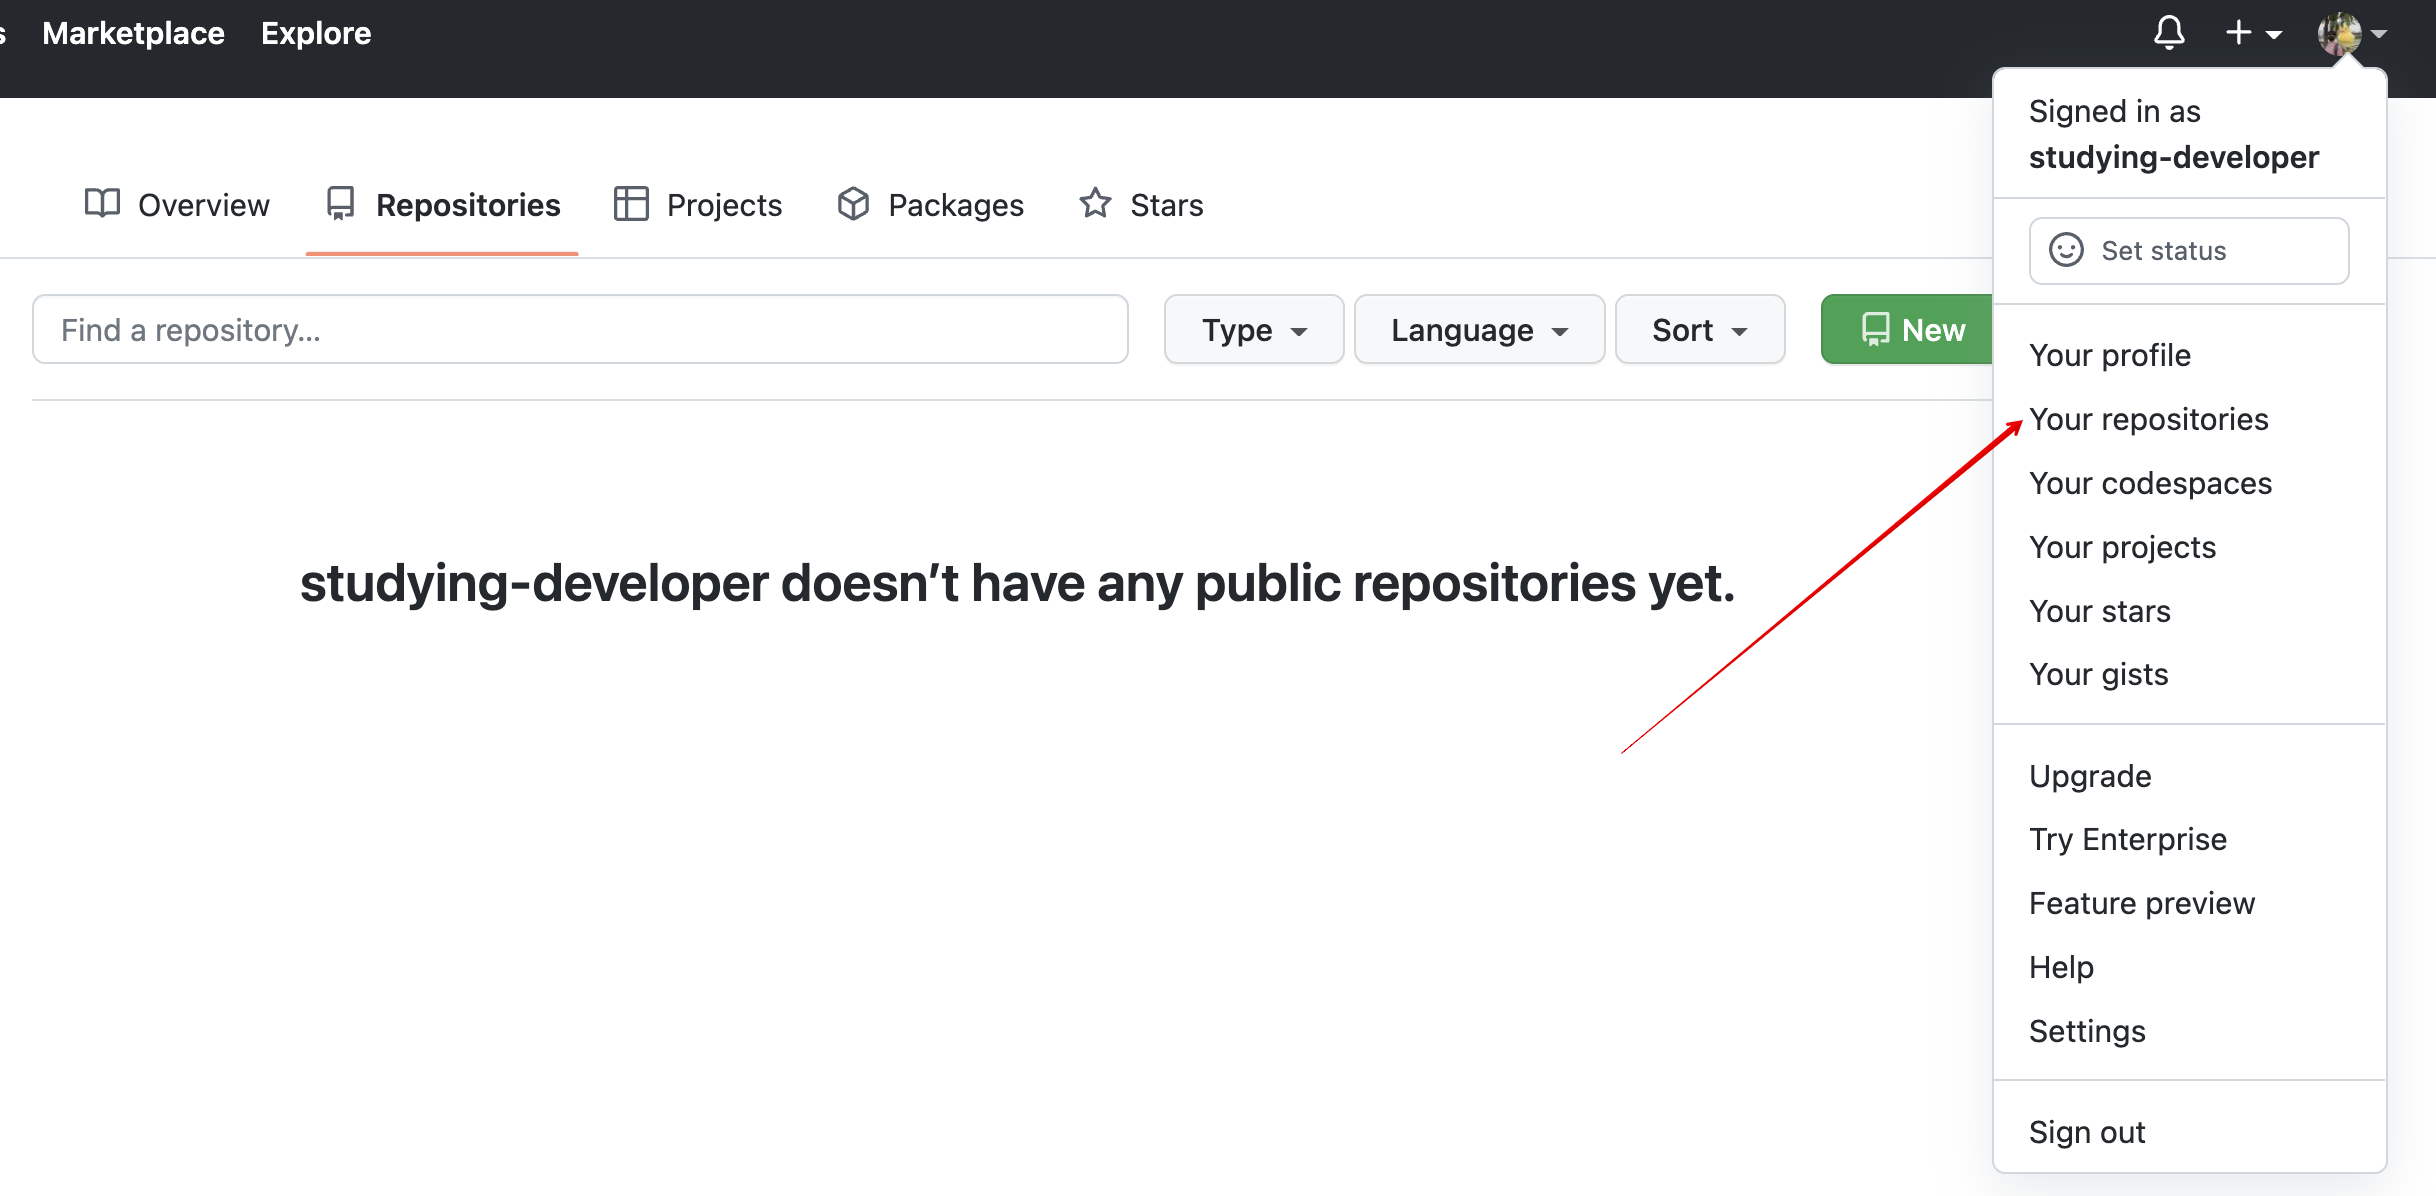 s Marketplace Explore
Signed in as
studying-developer
Overview Repositories Projects Packages Stars
Set status
Find a repository... Type Language Sort New
Your profile
Your repositories
Your codespaces
Your projects
studying-developer doesn’t have any public repositories yet.
Your stars
Your gists
Upgrade
Try Enterprise
Feature preview
Help
Settings
Sign out